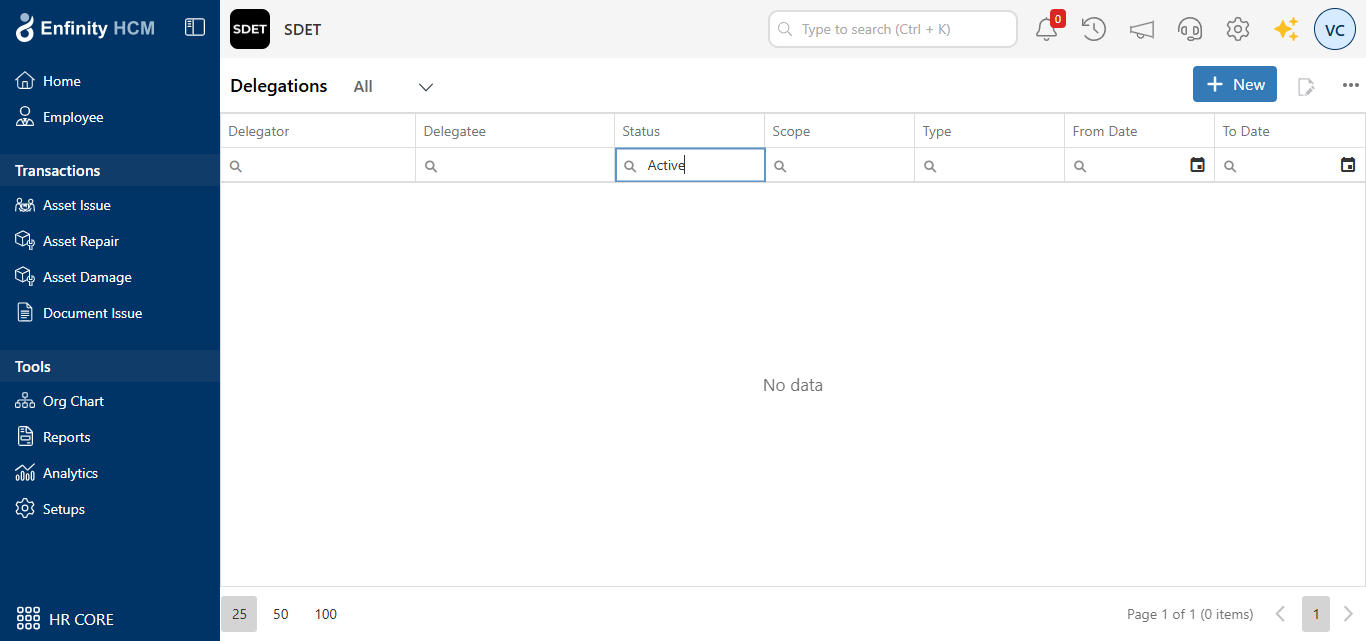 Enfinity HCM
SDET SDET
Type to search (Ctrl + K)
0
VC
Home
Employee
Transactions
Asset Issue
Asset Repair
Asset Damage
Document Issue
Tools
Org Chart
Reports
Analytics
Setups
HR CORE
Delegations All
New
Delegator Delegatee Status Scope Type From Date To Date
Active
No data
25 50 100
Page 1 of 1 (0 items) 1